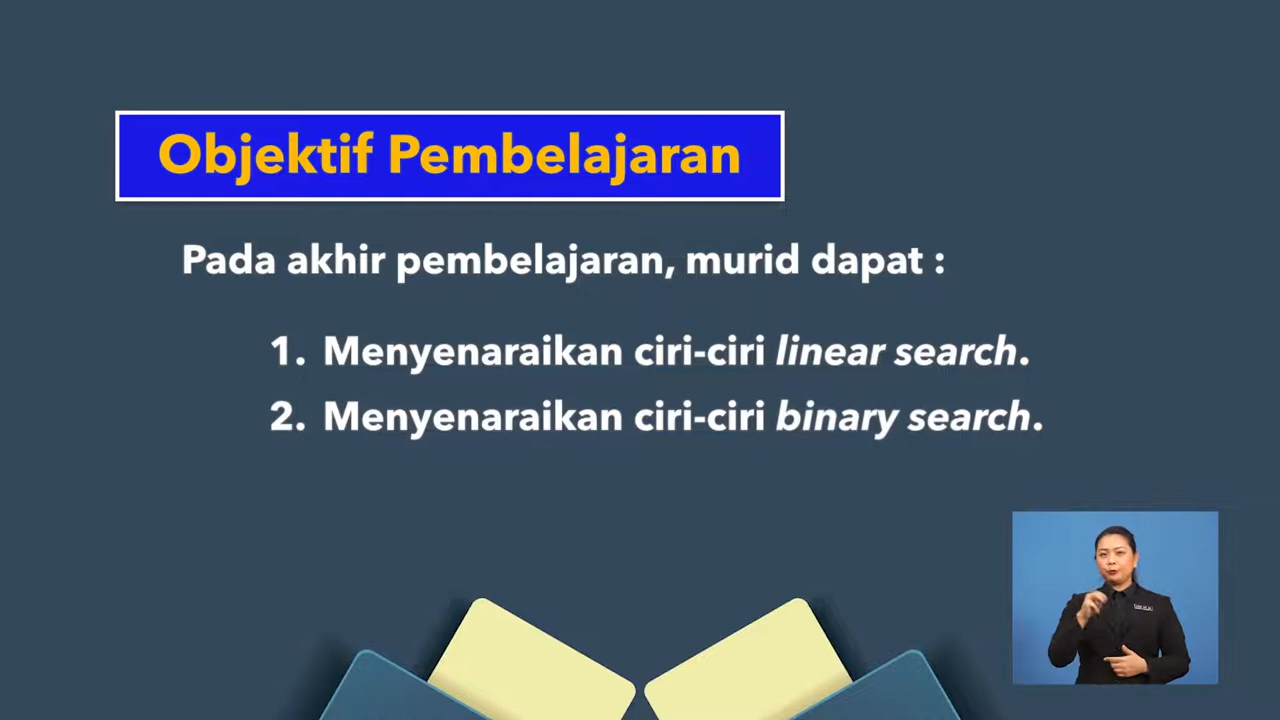 Objektif Pembelajaran
Pada akhir pembelajaran, murid dapat :
1. Menyenaraikan ciri-ciri linear search.
2. Menyenaraikan ciri-ciri binary search.